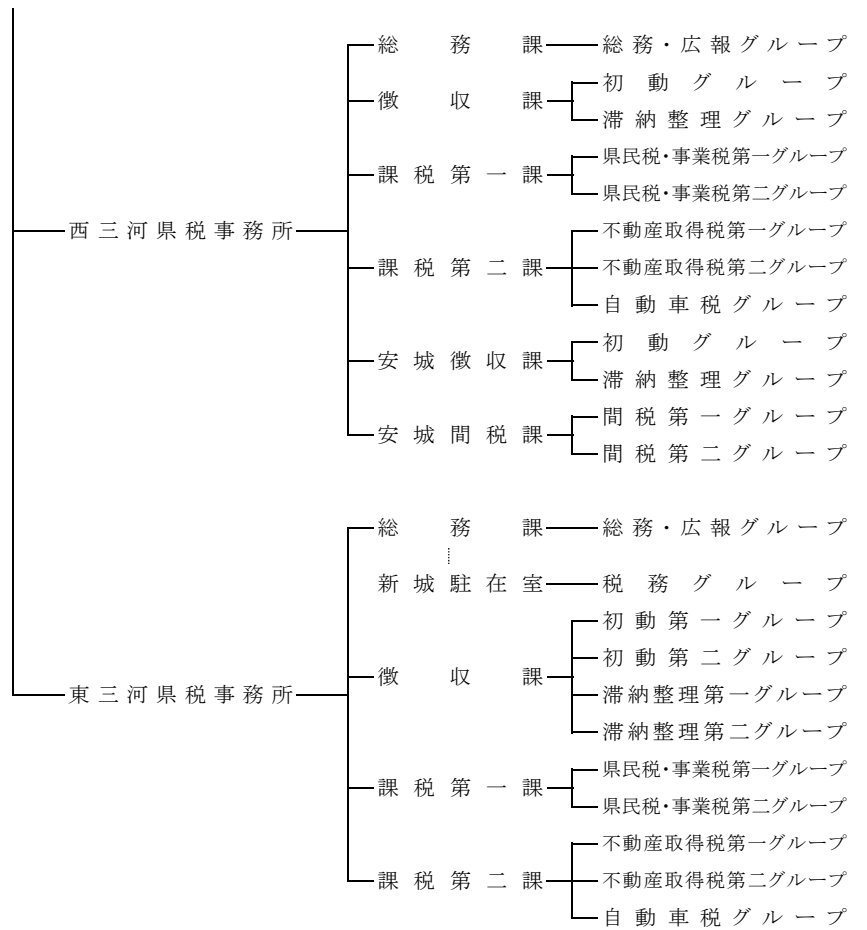 総務課 総務・広報グループ
初動グループ
徴収課
滞納整理グループ
県民税・事業税第一グループ
課税第一課
県民税・事業税第二グループ
不動産取得税第一グループ
西三河県税事務所
課税第二課 不動産取得税第二グループ
自動車税グループ
初動グループ
安城徴収課
滞納整理グループ
間税第一グループ
安城間税課
間税第二グループ
総務課 総務・広報グループ
新城駐在室 税務グループ
初動第一グループ
初動第二グループ
徴収課
東三河県税事務所
滞納整理第一グループ
滞納整理第二グループ
県民税・事業税第一グループ
課税第一課
県民税・事業税第二グループ
不動産取得税第一グループ
課税第二課 不動産取得税第二グループ
自動車税グループ